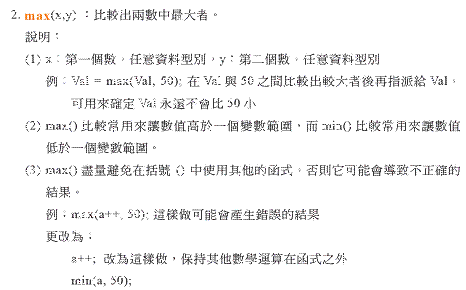 2. max(x,y) ：比較出兩數中最大者。
說明：
(1) x：第一個數，任意資料型別，y：第二個數，任意資料型別
例：Val = max(Val, 50); 在 Val 與 50 之間比較出較大者後再指派給 Val，
可用來確定 Val 永遠不會比 50 小
(2) max() 比較常用來讓數值高於一個變數範圍，而 min() 比較常用來讓數值
低於一個變數範圍。
(3) max() 盡量避免在括號 () 中使用其他的函式，否則它可能會導致不正確的
結果。
例：max(a++, 50); 這樣做可能會產生錯誤的結果
更改為：
a++; 改為這樣做，保持其他數學運算在函式之外
min(a, 50);